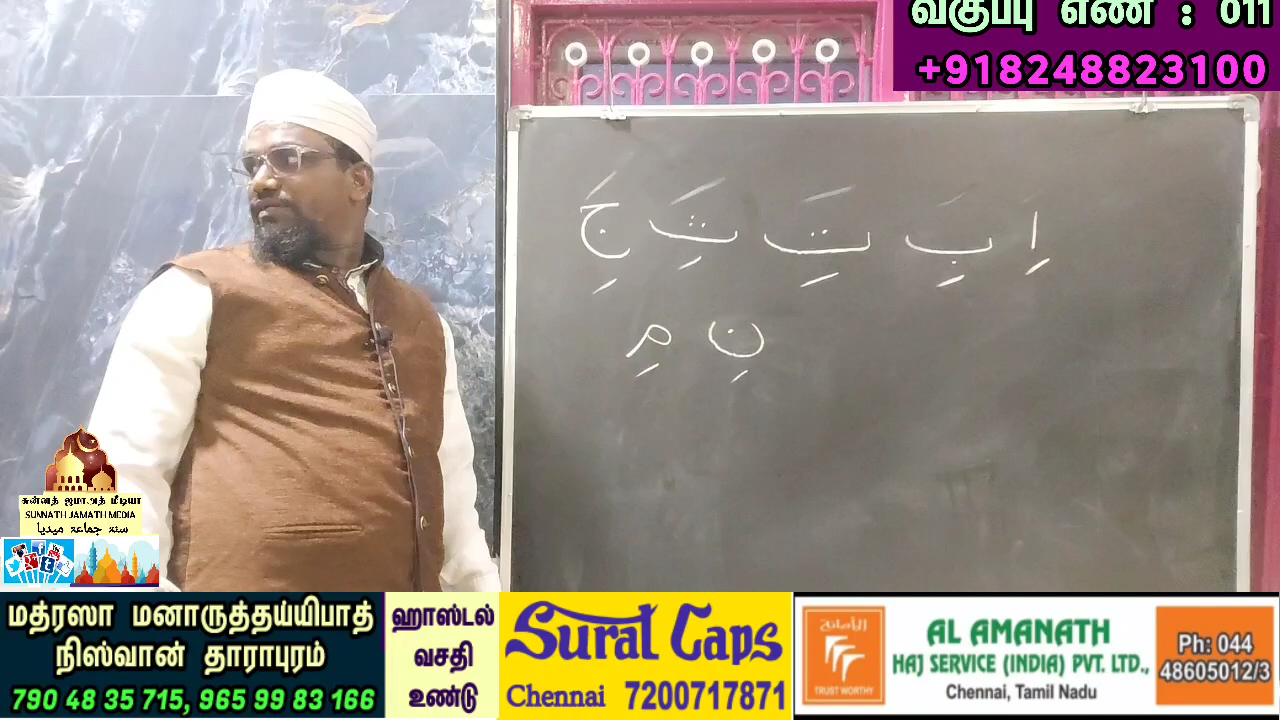 வகுப்பு எண் : 011
+918248823100
اِ بِ تِ ثِ جِ
نِ مِ
சுன்னத் ஜமாஅத் மீடியா
SUNNATH JAMATH MEDIA
سنة جماعة ميديا
மத்ரஸா மனாருத்தய்யிபாத்
நிஸ்வான் தாராபுரம்
790 48 35 715, 965 99 83 166
ஹாஸ்டல்
வசதி
உண்டு
Surat Caps
Chennai 7200717871
الامانة
TRUST WORTHY
AL AMANATH
HAJ SERVICE (INDIA) PVT. LTD.,
Chennai, Tamil Nadu
Ph: 044
48605012/3